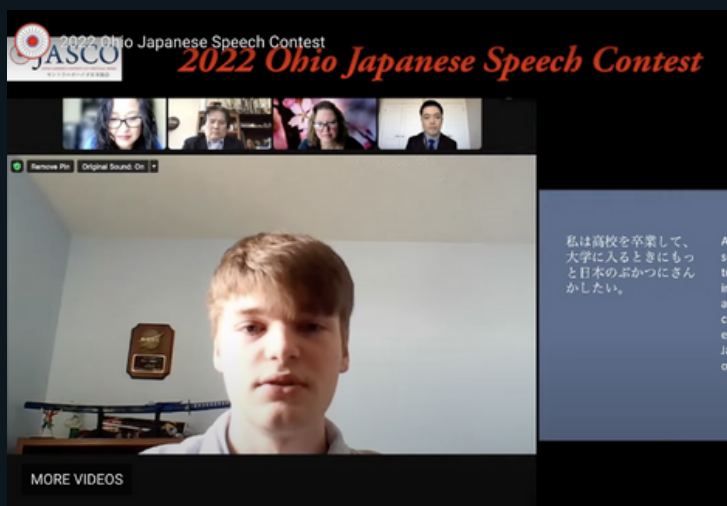 2022 Ohio Japanese Speech Contest
JASCO
2022 Ohio Japanese Speech Contest
Remove Pin
Original Sound: On
私は高校を卒業して、
大学に入るときにもっ
と日本のぶかつにさん
かしたい。
MORE VIDEOS